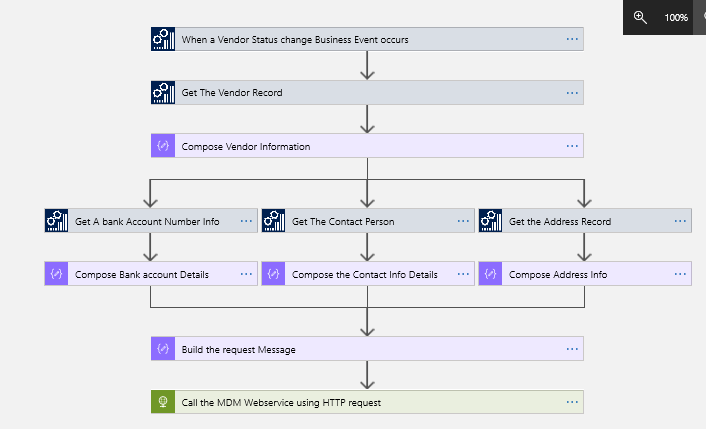 100%
When a Vendor Status change Business Event occurs
Get The Vendor Record
Compose Vendor Information
Get A bank Account Number Info
Get The Contact Person
Get the Address Record
Compose Bank account Details
Compose the Contact Info Details
Compose Address Info
Build the request Message
Call the MDM Webservice using HTTP request